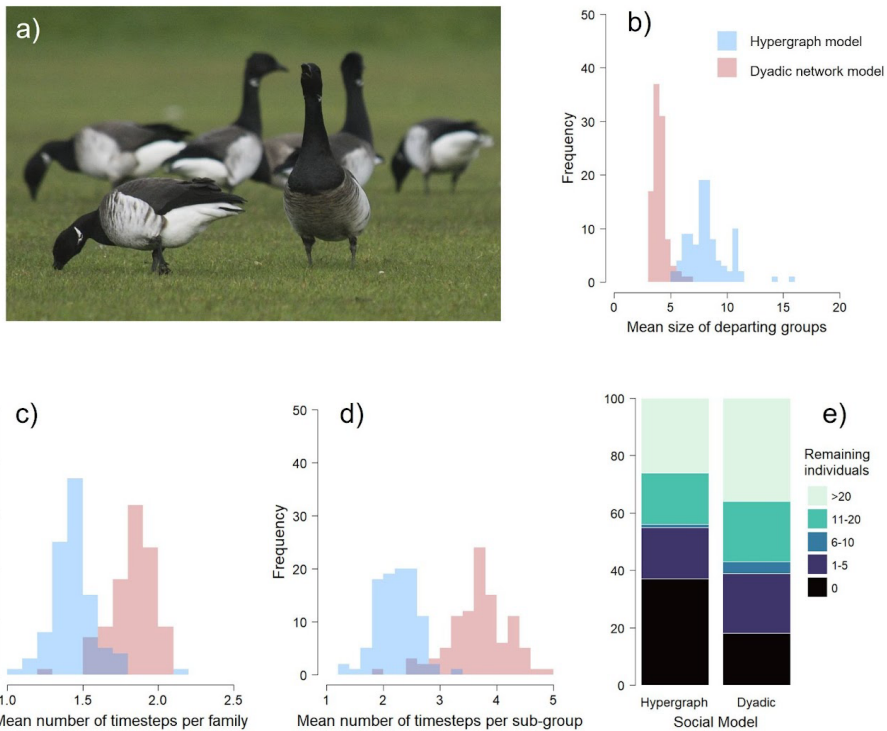 a)
b)
50
40
30
20
10
0
Frequency
0 5 10 15 20
Mean size of departing groups
Hypergraph model
Dyadic network model
c)
1.0 1.5 2.0 2.5
Mean number of timesteps per family
d)
50
40
30
20
10
0
Frequency
1 2 3 4 5
Mean number of timesteps per sub-group
e)
100
80
60
40
20
0
Hypergraph Dyadic
Social Model
Remaining
individuals
>20
11-20
6-10
1-5
0